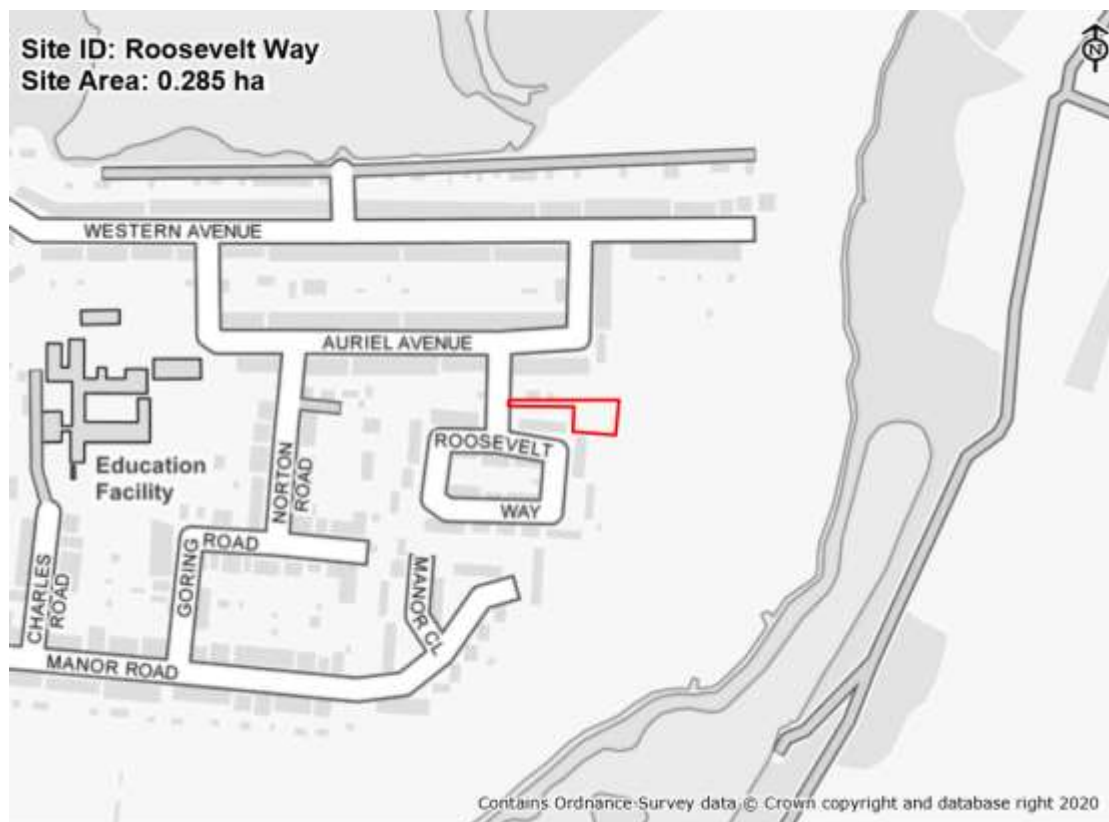 Site ID: Roosevelt Way
Site Area: 0.285 ha
N
WESTERN AVENUE
AURIEL AVENUE
ROOSEVELT
WAY
NORTON
ROAD
Education
Facility
GORING
ROAD
CHARLES
ROAD
MANOR CL
MANOR ROAD
Contains Ordnance Survey data © Crown copyright and database right 2020